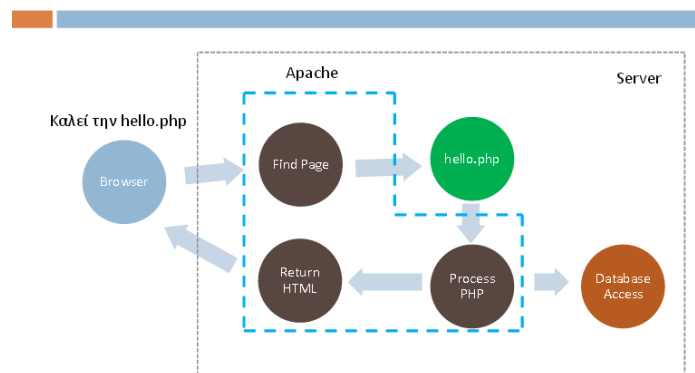 Apache
Server
Καλεί την hello.php
Browser
Find Page
hello.php
Return
HTML
Process
PHP
Database
Access